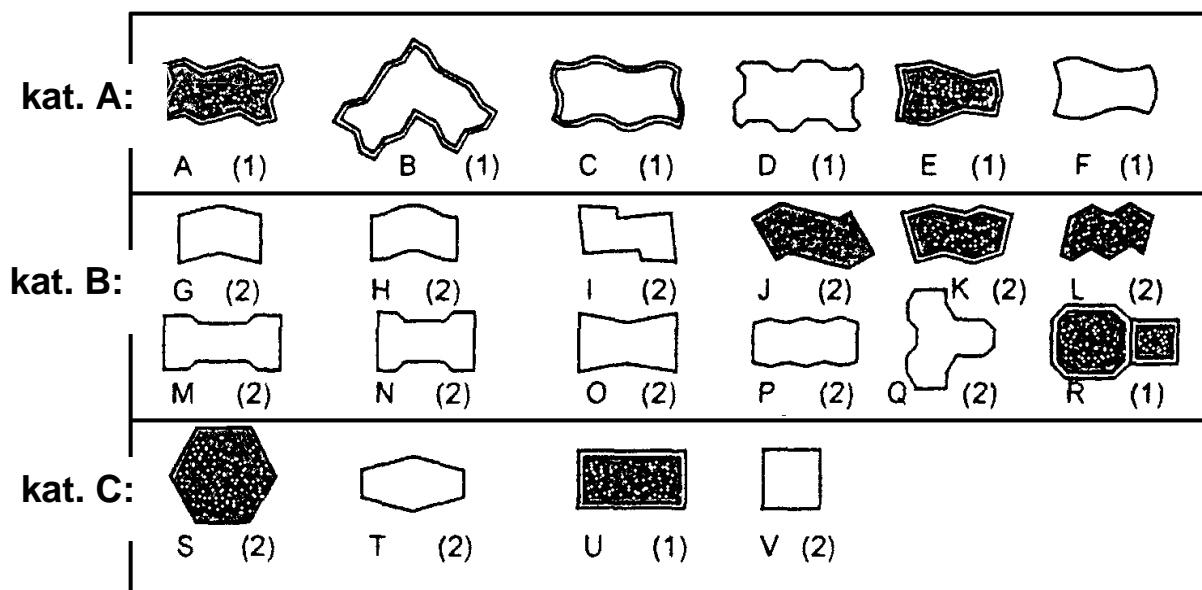 kat. A:
A (1) B (1) C (1) D (1) E (1) F (1)
kat. B:
G (2) H (2) I (2) J (2) K (2) L (2)
M (2) N (2) O (2) P (2) Q (2) R (1)
kat. C:
S (2) T (2) U (1) V (2)